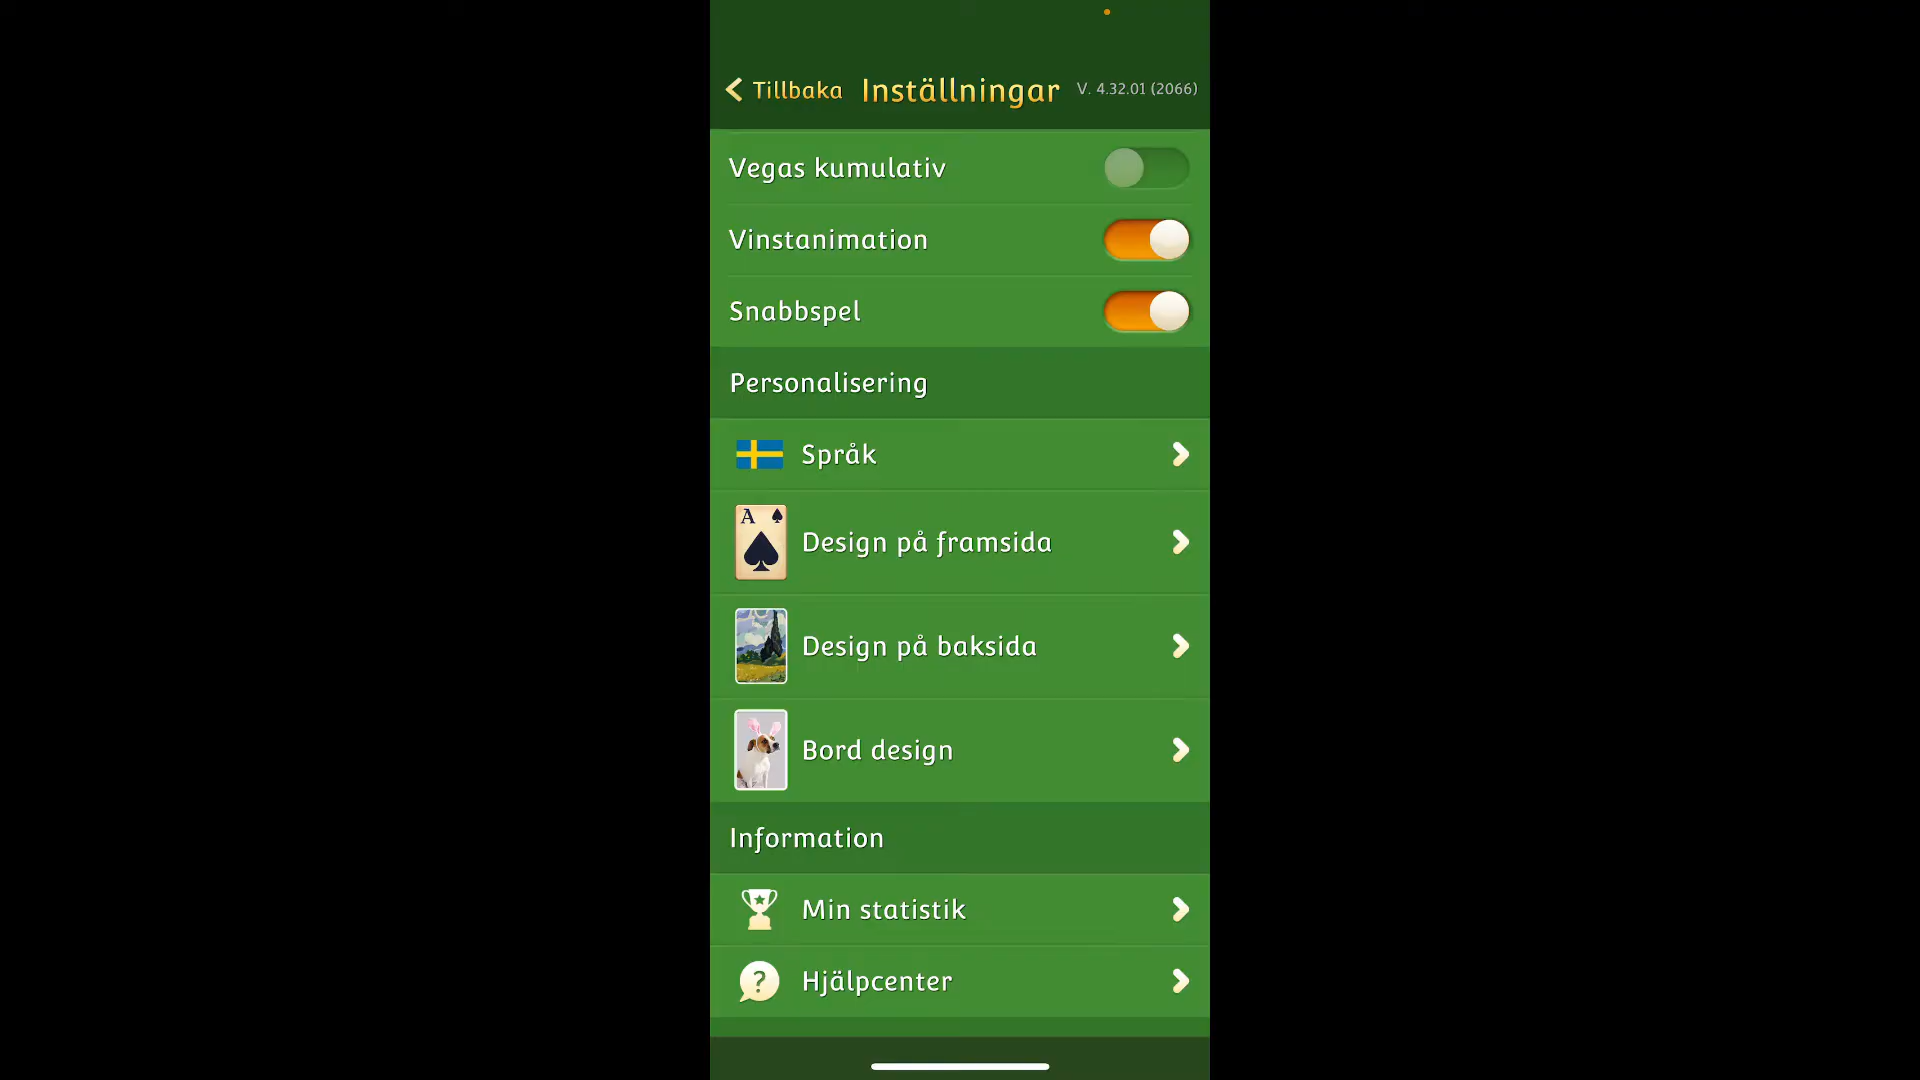 Tillbaka Inställningar V. 4.32.01 (2066)
Vegas kumulativ
Vinstanimation
Snabbspel
Personalisering
Språk
A
Design på framsida
Design på baksida
Bord design
Information
Min statistik
? Hjälpcenter